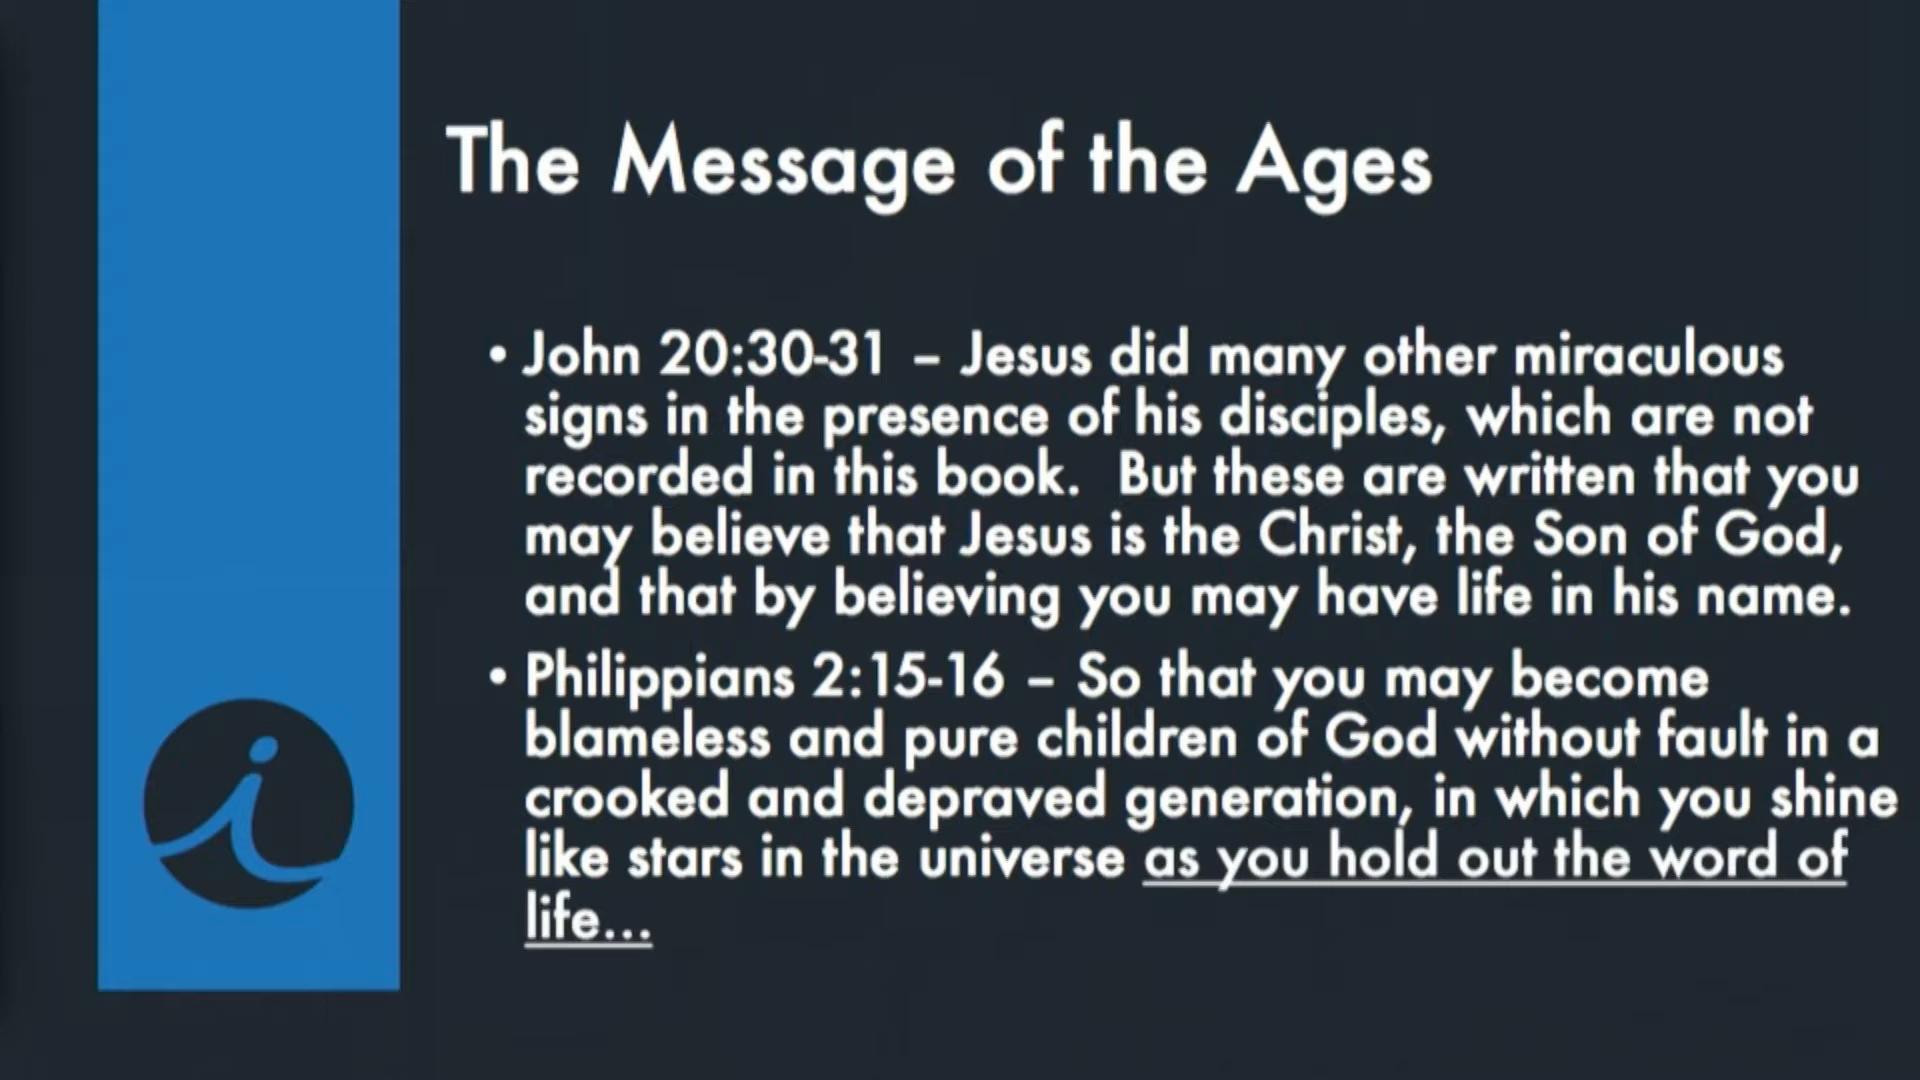 The Message of the Ages
• John 20:30-31 – Jesus did many other miraculous
signs in the presence of his disciples, which are not
recorded in this book.  But these are written that you
may believe that Jesus is the Christ, the Son of God,
and that by believing you may have life in his name.
• Philippians 2:15-16 – So that you may become
blameless and pure children of God without fault in a
crooked and depraved generation, in which you shine
like stars in the universe as you hold out the word of
life...
i